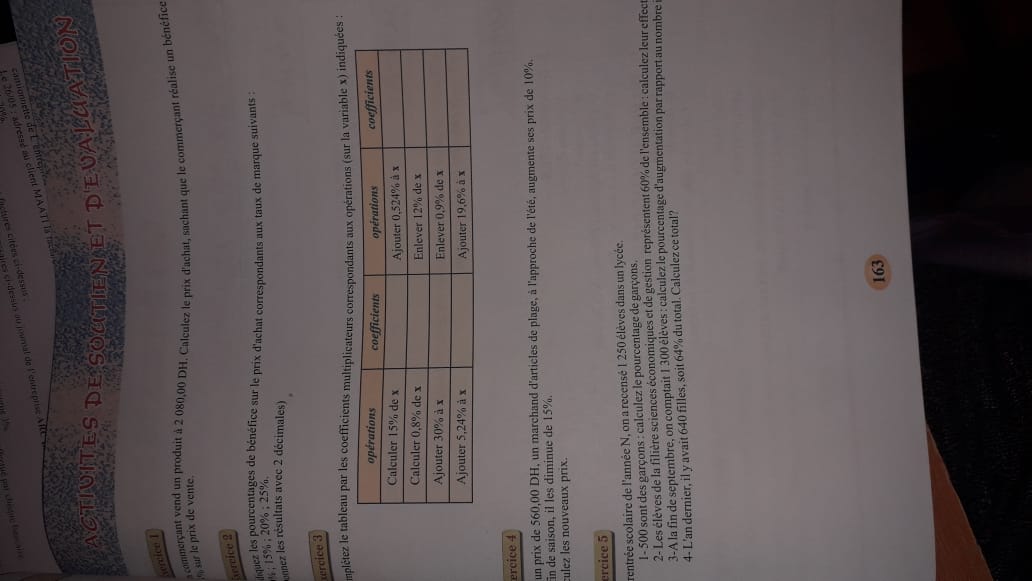 ACTIVITES DE SOUTIEN ET D'EVALUATION
ercice 1
commerçant vend un produit à 2 080,00 DH. Calculez le prix d'achat, sachant que le commerçant réalise un bénéfice
% sur le prix de vente.
ercice 2
diquez les pourcentages de bénéfice sur le prix d'achat correspondants aux taux de marque suivants :
%; 15% ; 20% ; 25%.
onnez les résultats avec 2 décimales)
ercice 3
mplétez le tableau par les coefficients multiplicateurs correspondants aux opérations (sur la variable x) indiquées :
opérations coefficients opérations coefficients
Calculer 15% de x Ajouter 0,524% à x
Calculer 0,8% de x Enlever 12% de x
Ajouter 30% à x Enlever 0,9% de x
Ajouter 5,24% à x Ajouter 19,6% à x
ercice 4
un prix de 560,00 DH, un marchand d'articles de plage, à l'approche de l'été, augmente ses prix de 10%.
in de saison, il les diminue de 15%.
culez les nouveaux prix.
ercice 5
rentrée scolaire de l'année N, on a recensé 1 250 élèves dans un lycée.
1- 500 sont des garçons : calculez le pourcentage de garçons.
2- Les élèves de la filière sciences économiques et de gestion représentent 60% de l'ensemble : calculez leur effect
3- A la fin de septembre, on comptait 1 300 élèves : calculez le pourcentage d'augmentation par rapport au nombre i
4- L'an dernier, il y avait 640 filles, soit 64% du total. Calculez ce total?
163